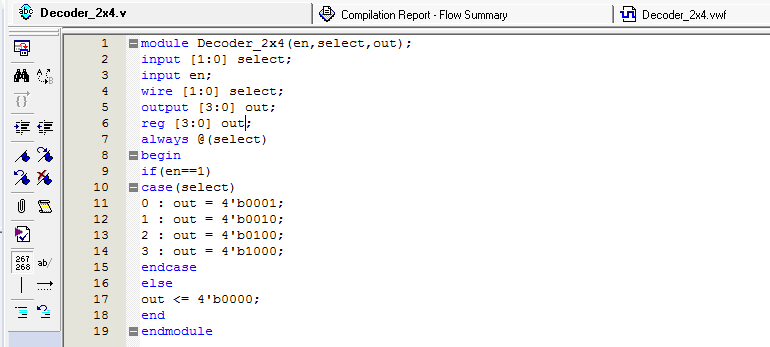 Decoder_2x4.v Compilation Report - Flow Summary Decoder_2x4.vwf
1 module Decoder_2x4(en,select,out);
2 input [1:0] select;
3 input en;
4 wire [1:0] select;
5 output [3:0] out;
6 reg [3:0] out;
7 always @(select)
8 begin
9 if(en==1)
10 case(select)
11 0 : out = 4'b0001;
12 1 : out = 4'b0010;
13 2 : out = 4'b0100;
14 3 : out = 4'b1000;
15 endcase
16 else
17 out <= 4'b0000;
18 end
19 endmodule
abc
A
B
{}
267
268
ab/